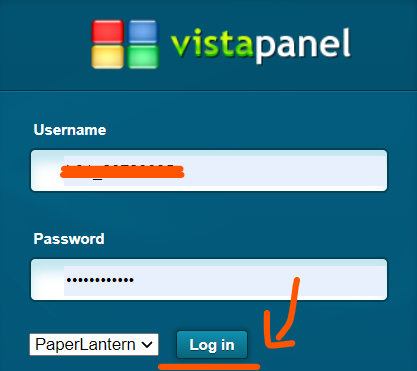 vistapanel
Username
Password
••••••••••••
PaperLantern Log in